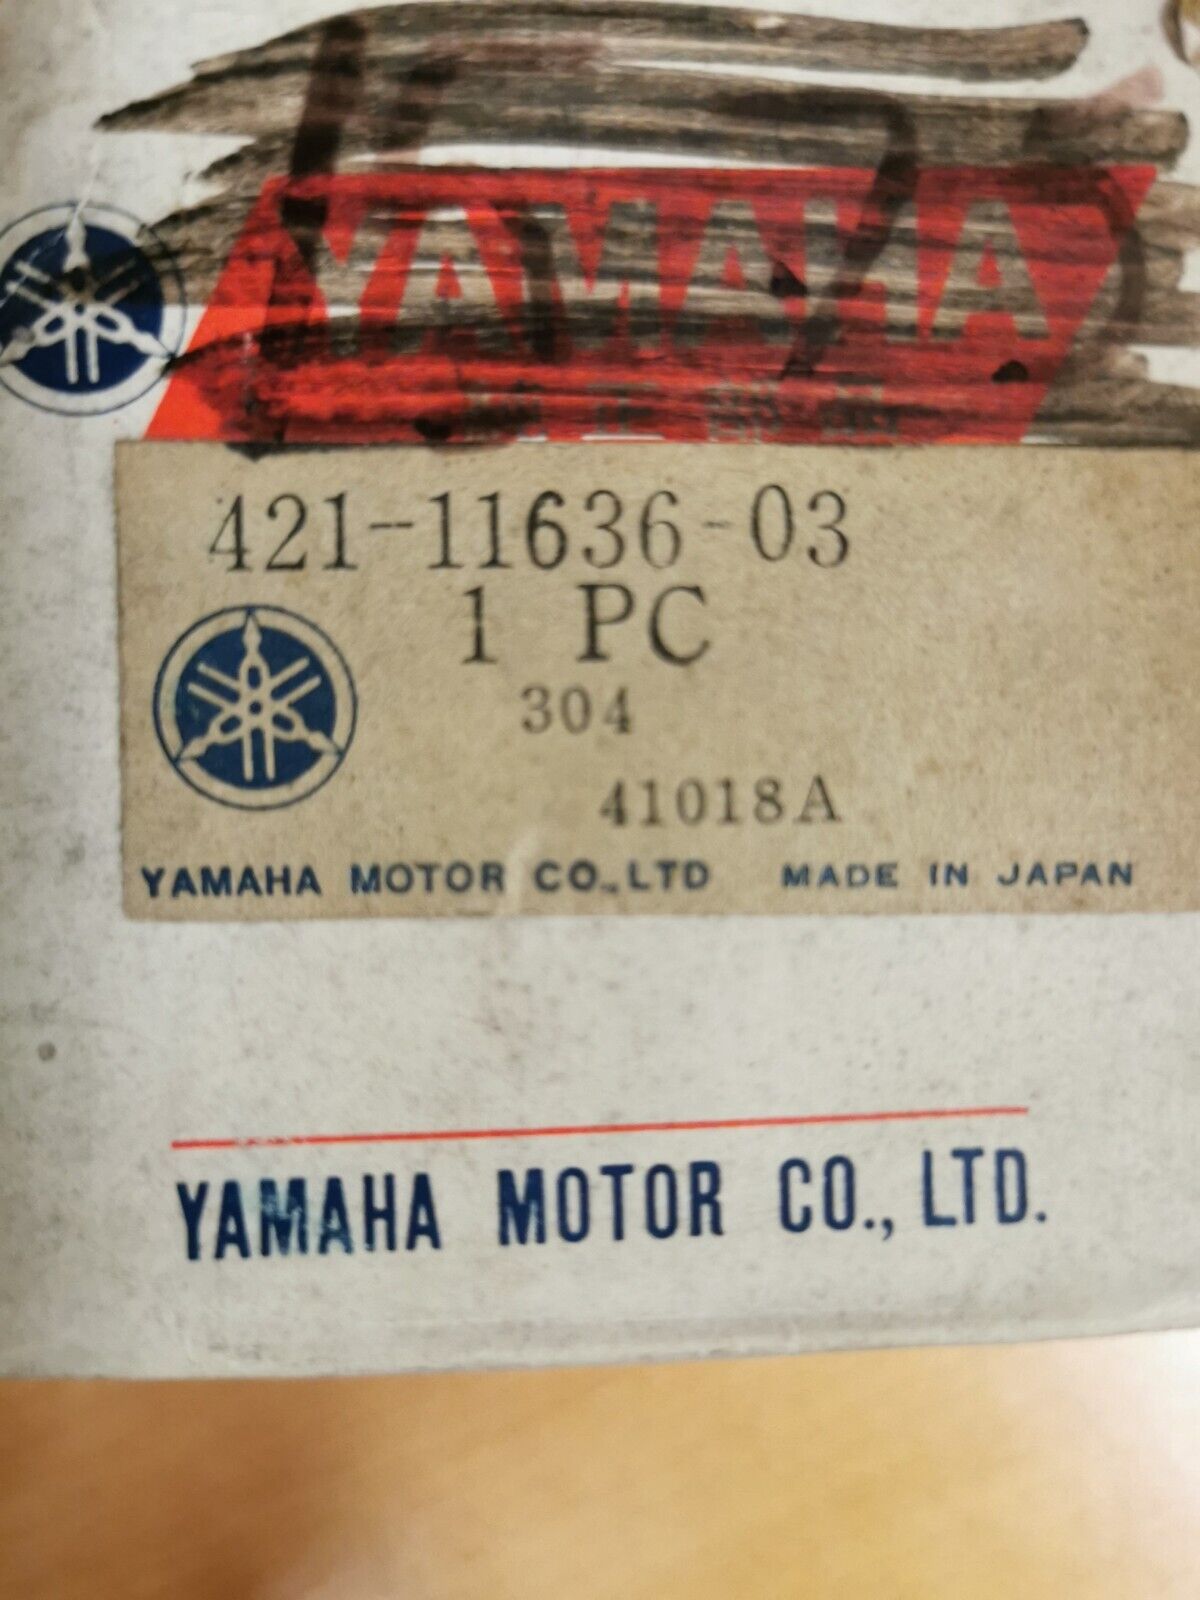 YAMAHA
421-11636-03
1 PC
304
41018A
YAMAHA MOTOR CO.,LTD MADE IN JAPAN
YAMAHA MOTOR CO., LTD.